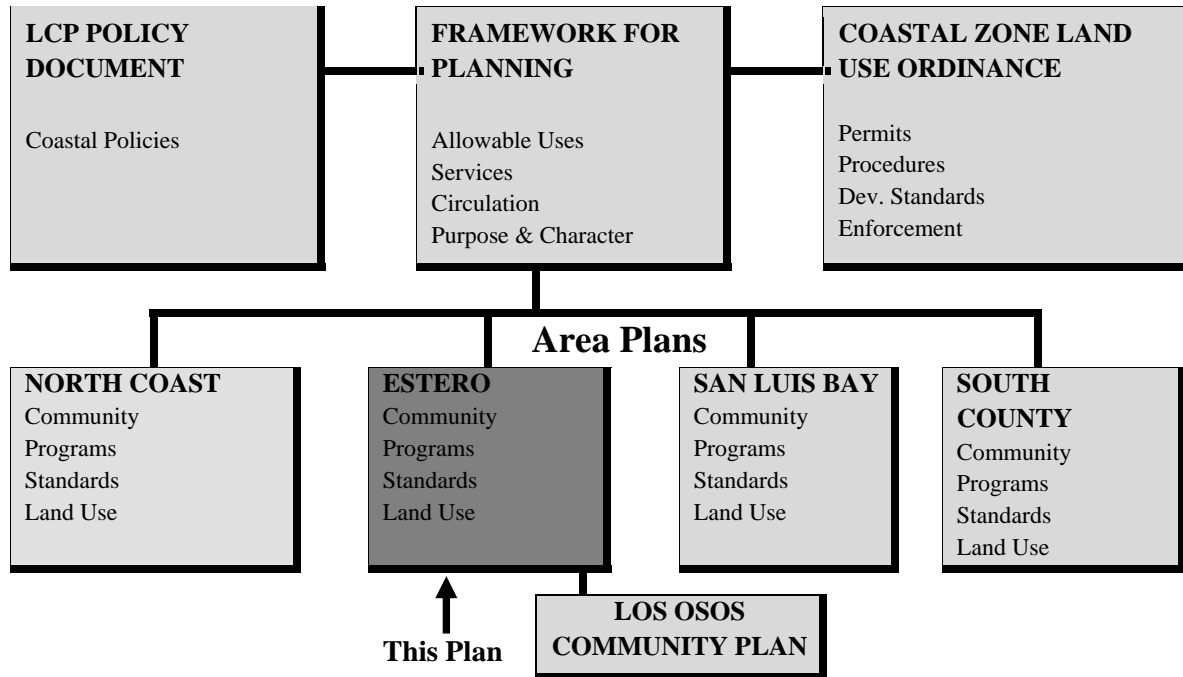 LCP POLICY
DOCUMENT
Coastal Policies
FRAMEWORK FOR
PLANNING
Allowable Uses
Services
Circulation
Purpose & Character
COASTAL ZONE LAND
USE ORDINANCE
Permits
Procedures
Dev. Standards
Enforcement
Area Plans
NORTH COAST
Community
Programs
Standards
Land Use
ESTERO
Community
Programs
Standards
Land Use
SAN LUIS BAY
Community
Programs
Standards
Land Use
SOUTH
COUNTY
Community
Programs
Standards
Land Use
This Plan
LOS OSOS
COMMUNITY PLAN